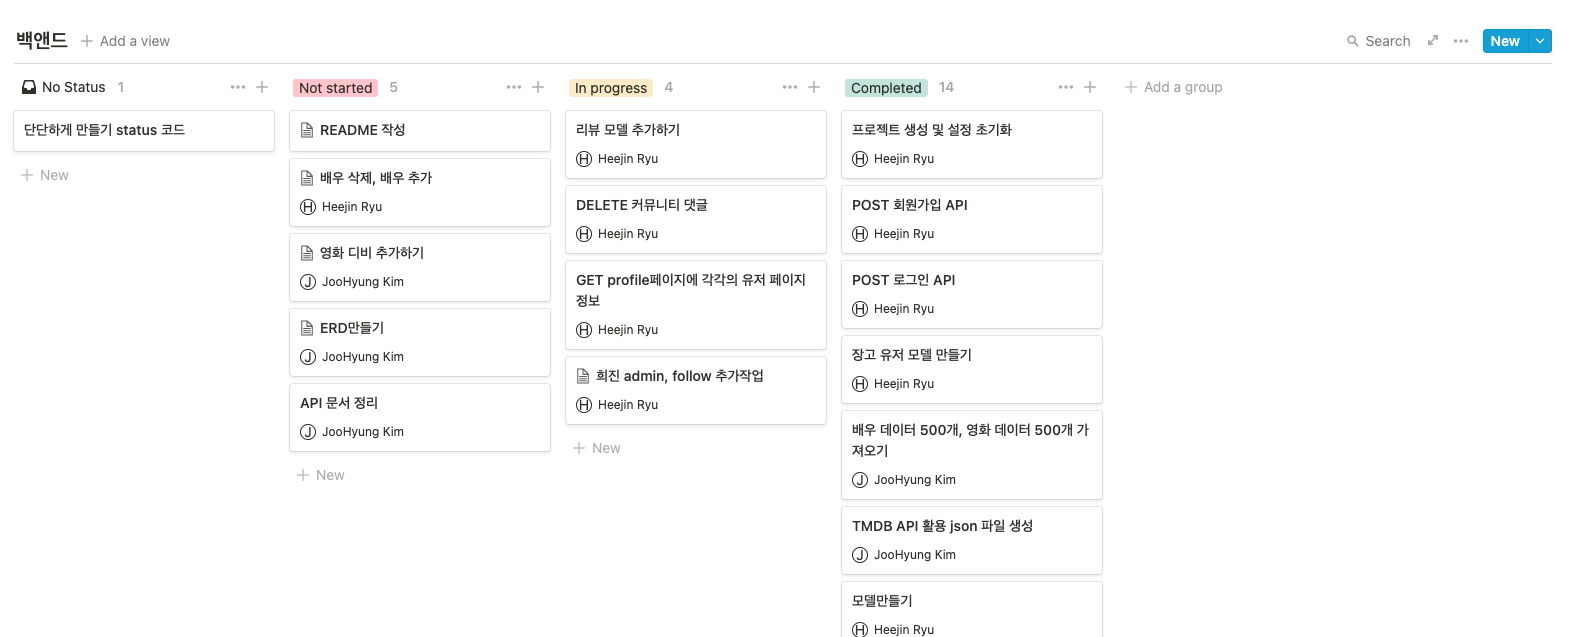 백앤드
Add a view
Search
New
No Status 1
단단하게 만들기 status 코드
New
Not started 5
README 작성
배우 삭제, 배우 추가
Heejin Ryu
영화 디비 추가하기
JooHyung Kim
ERD만들기
JooHyung Kim
API 문서 정리
JooHyung Kim
New
In progress 4
리뷰 모델 추가하기
Heejin Ryu
DELETE 커뮤니티 댓글
Heejin Ryu
GET profile페이지에 각각의 유저 페이지
정보
Heejin Ryu
희진 admin, follow 추가작업
Heejin Ryu
New
Completed 14
프로젝트 생성 및 설정 초기화
Heejin Ryu
POST 회원가입 API
Heejin Ryu
POST 로그인 API
Heejin Ryu
장고 유저 모델 만들기
Heejin Ryu
배우 데이터 500개, 영화 데이터 500개 가
져오기
JooHyung Kim
TMDB API 활용 json 파일 생성
JooHyung Kim
모델만들기
Heejin Ryu
Add a group